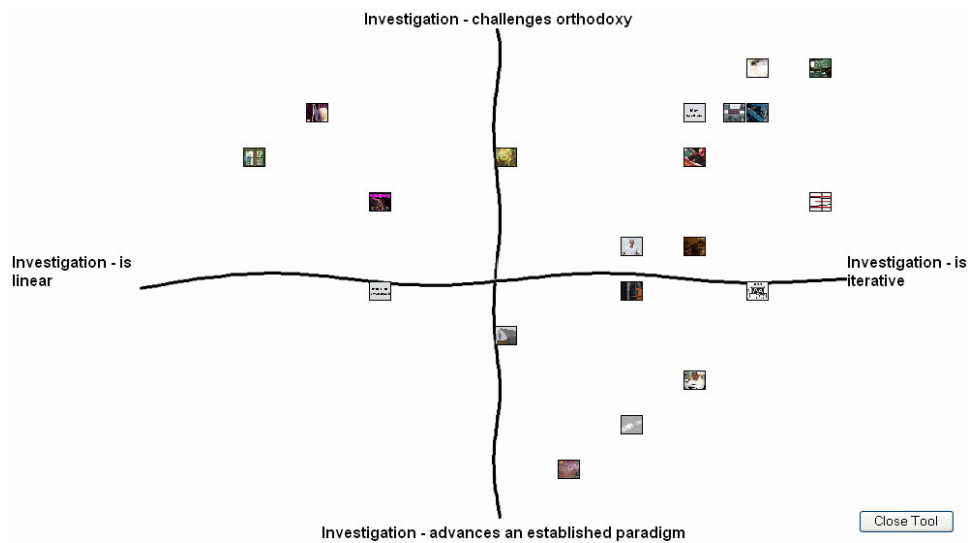 Investigation - challenges orthodoxy
Investigation - is
linear
Investigation - is
iterative
Investigation - advances an established paradigm
Close Tool